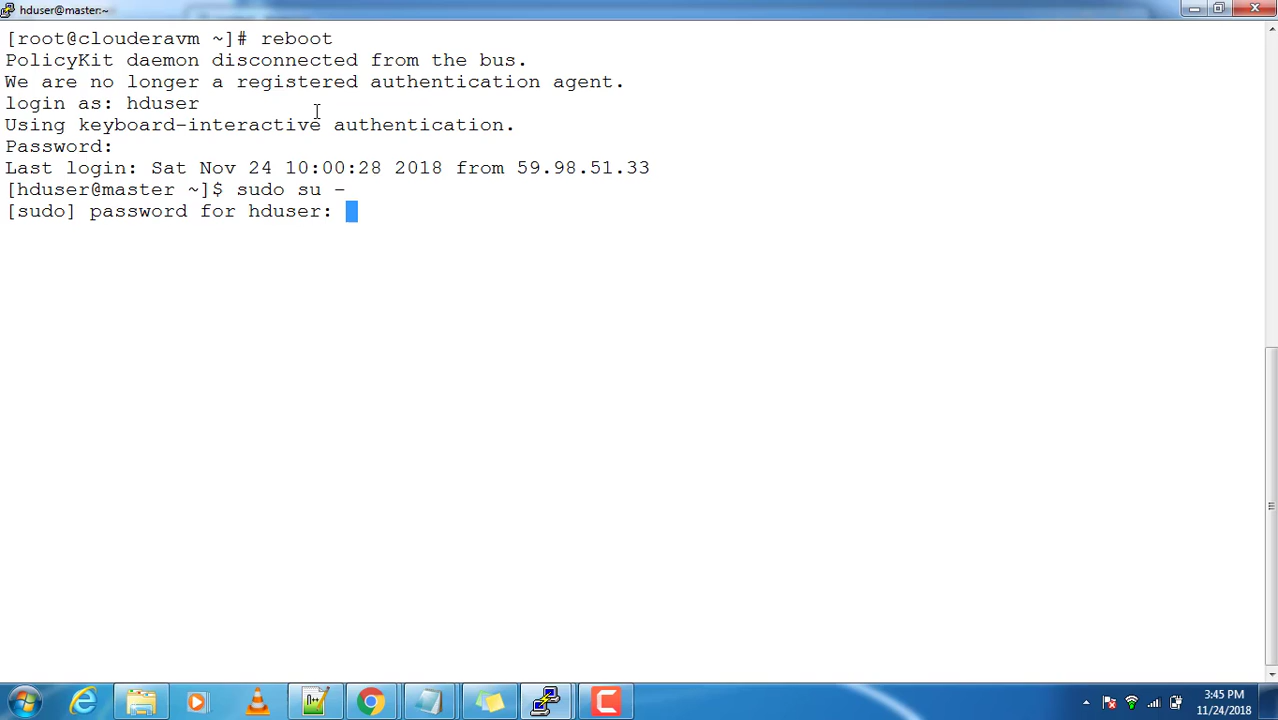 hduser@master:~
[root@clouderavm ~]# reboot
PolicyKit daemon disconnected from the bus.
We are no longer a registered authentication agent.
login as: hduser
Using keyboard-interactive authentication.
Password:
Last login: Sat Nov 24 10:00:28 2018 from 59.98.51.33
[hduser@master ~]$ sudo su -
[sudo] password for hduser:
3:45 PM
11/24/2018